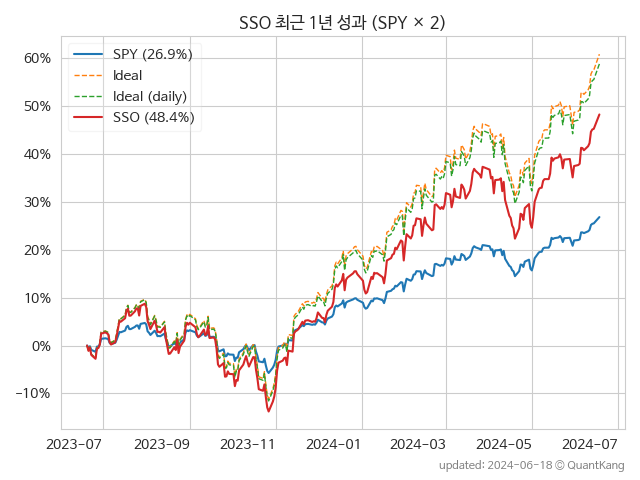 SSO 최근 1년 성과 (SPY × 2)
SPY (26.9%)
Ideal
Ideal (daily)
SSO (48.4%)
60%
50%
40%
30%
20%
10%
0%
−10%
2023-07 2023-09 2023-11 2024-01 2024-03 2024-05 2024-07
updated: 2024-06-18 © QuantKang